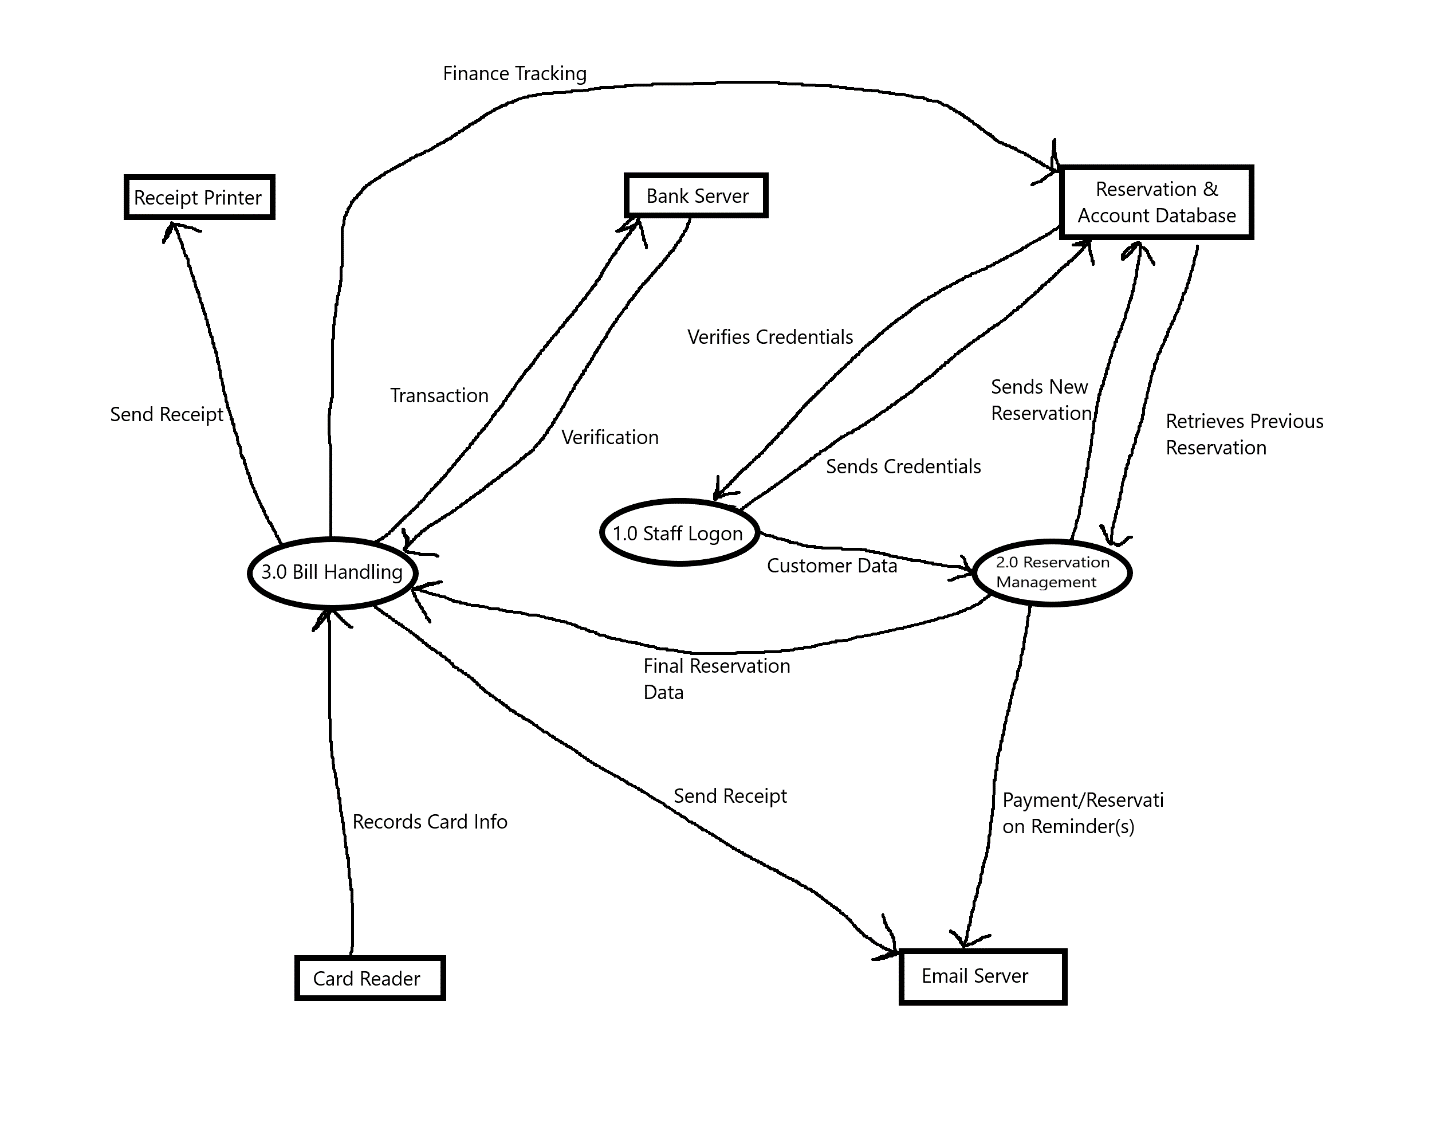 Finance Tracking
Receipt Printer
Bank Server
Reservation &
Account Database
Verifies Credentials
Transaction
Sends New
Reservation
Send Receipt
Retrieves Previous
Reservation
Verification
Sends Credentials
1.0 Staff Logon
Customer Data
2.0 Reservation
Management
3.0 Bill Handling
Final Reservation
Data
Send Receipt
Payment/Reservati
on Reminder(s)
Records Card Info
Card Reader
Email Server